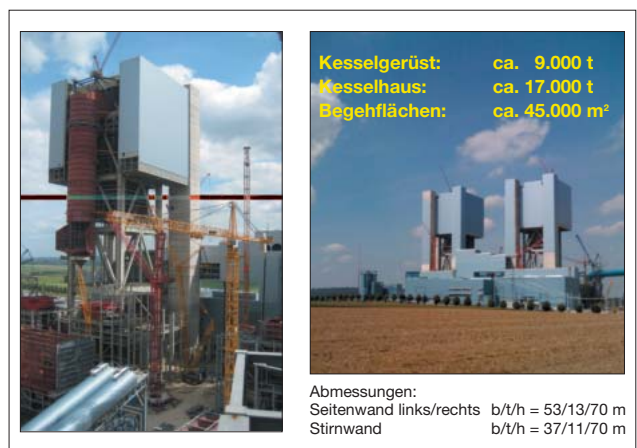 Kesselgerüst: ca. 9.000 t
Kesselhaus: ca. 17.000 t
Begehflächen: ca. 45.000 m²
Abmessungen:
Seitenwand links/rechts b/t/h = 53/13/70 m
Stirnwand b/t/h = 37/11/70 m